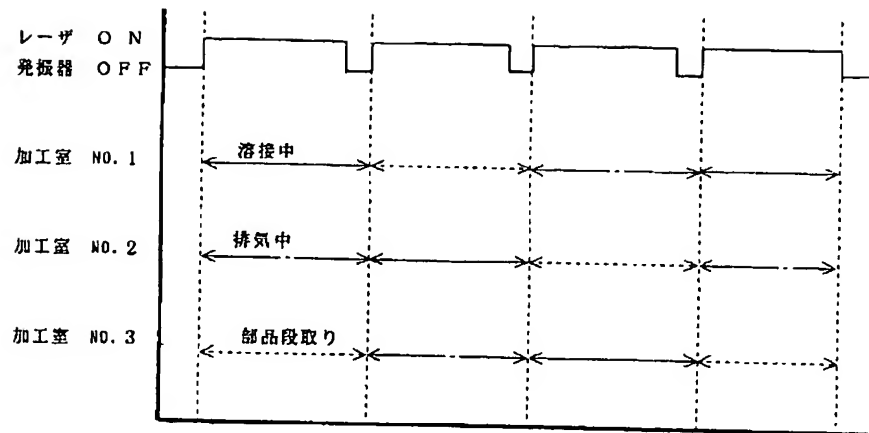 レーザ ON
発振器 OFF
加工室 NO.1
溶接中
加工室 NO.2
排気中
加工室 NO.3
部品段取り